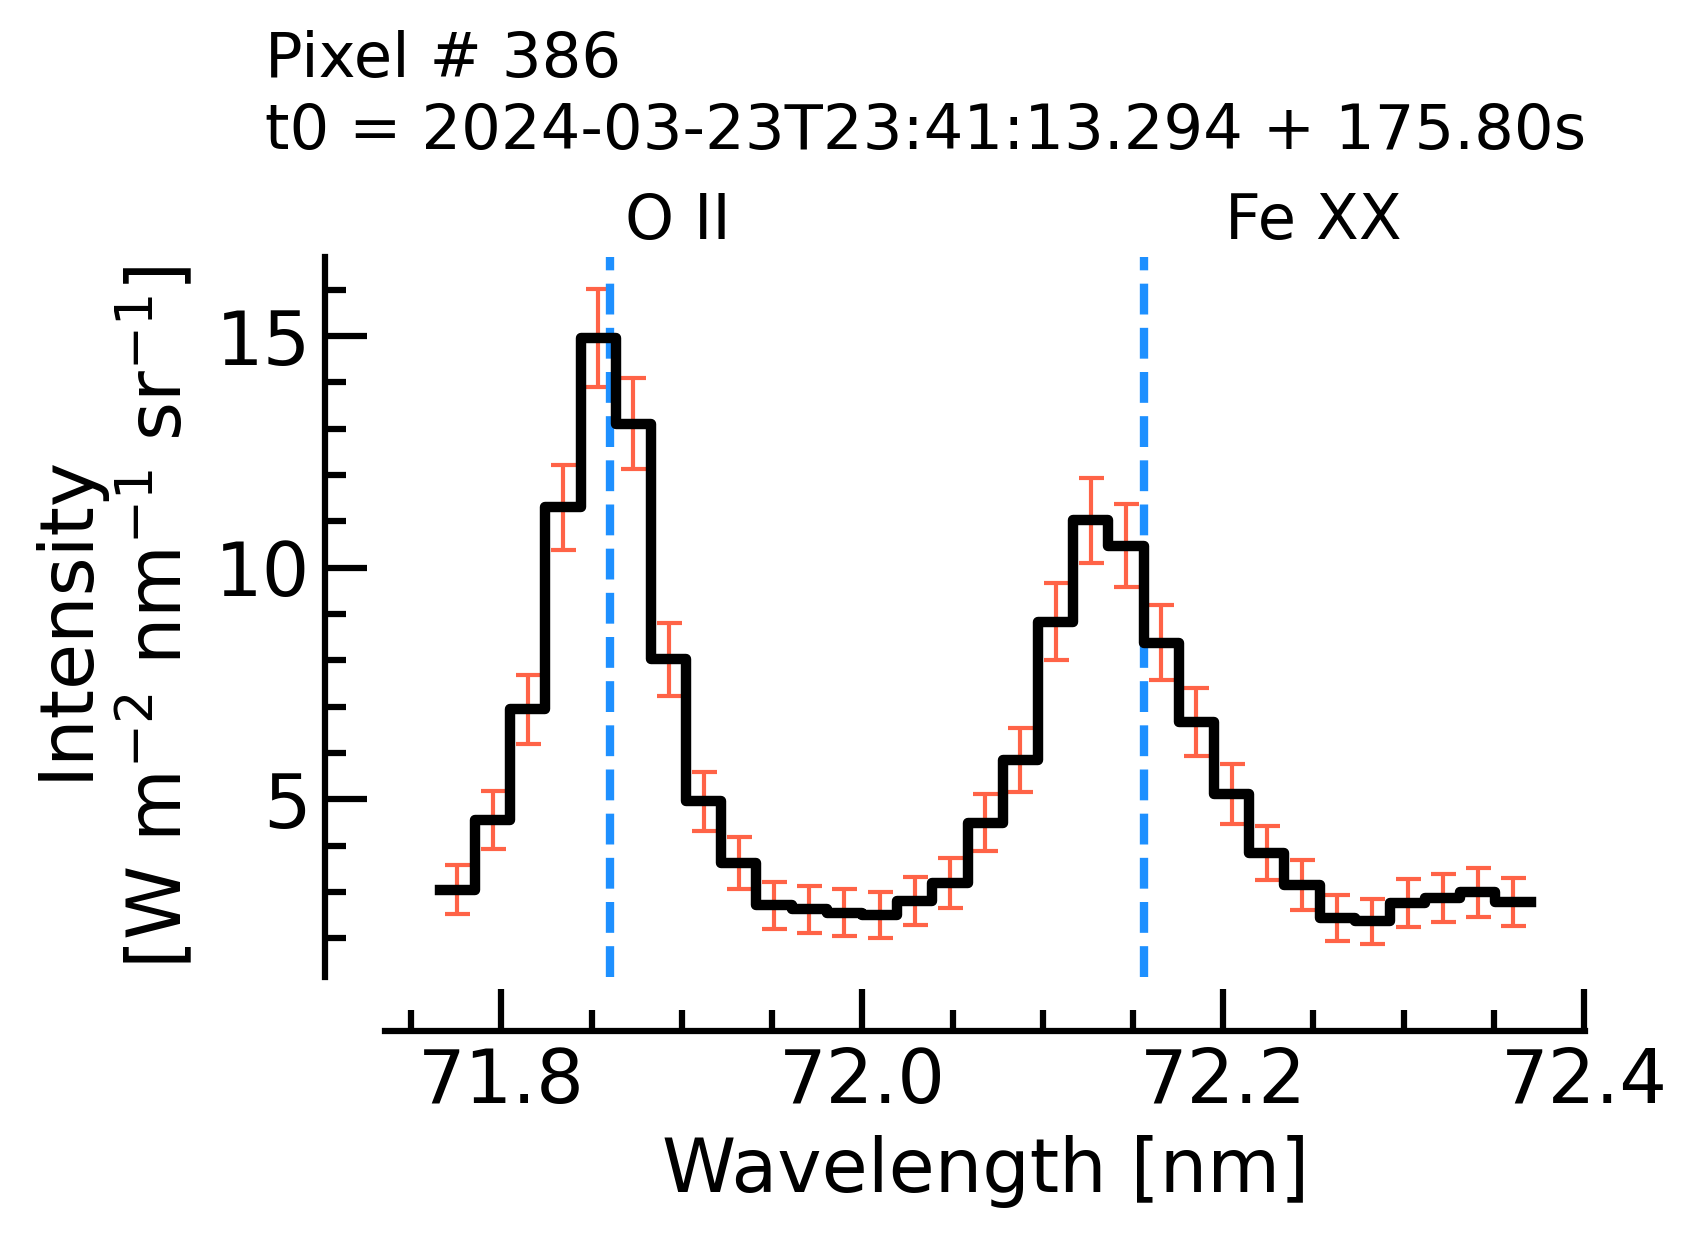 Pixel # 386
t0 = 2024-03-23T23:41:13.294 + 175.80s
O II Fe XX
Intensity
[W m⁻² nm⁻¹ sr⁻¹]
15
10
5
71.8 72.0 72.2 72.4
Wavelength [nm]